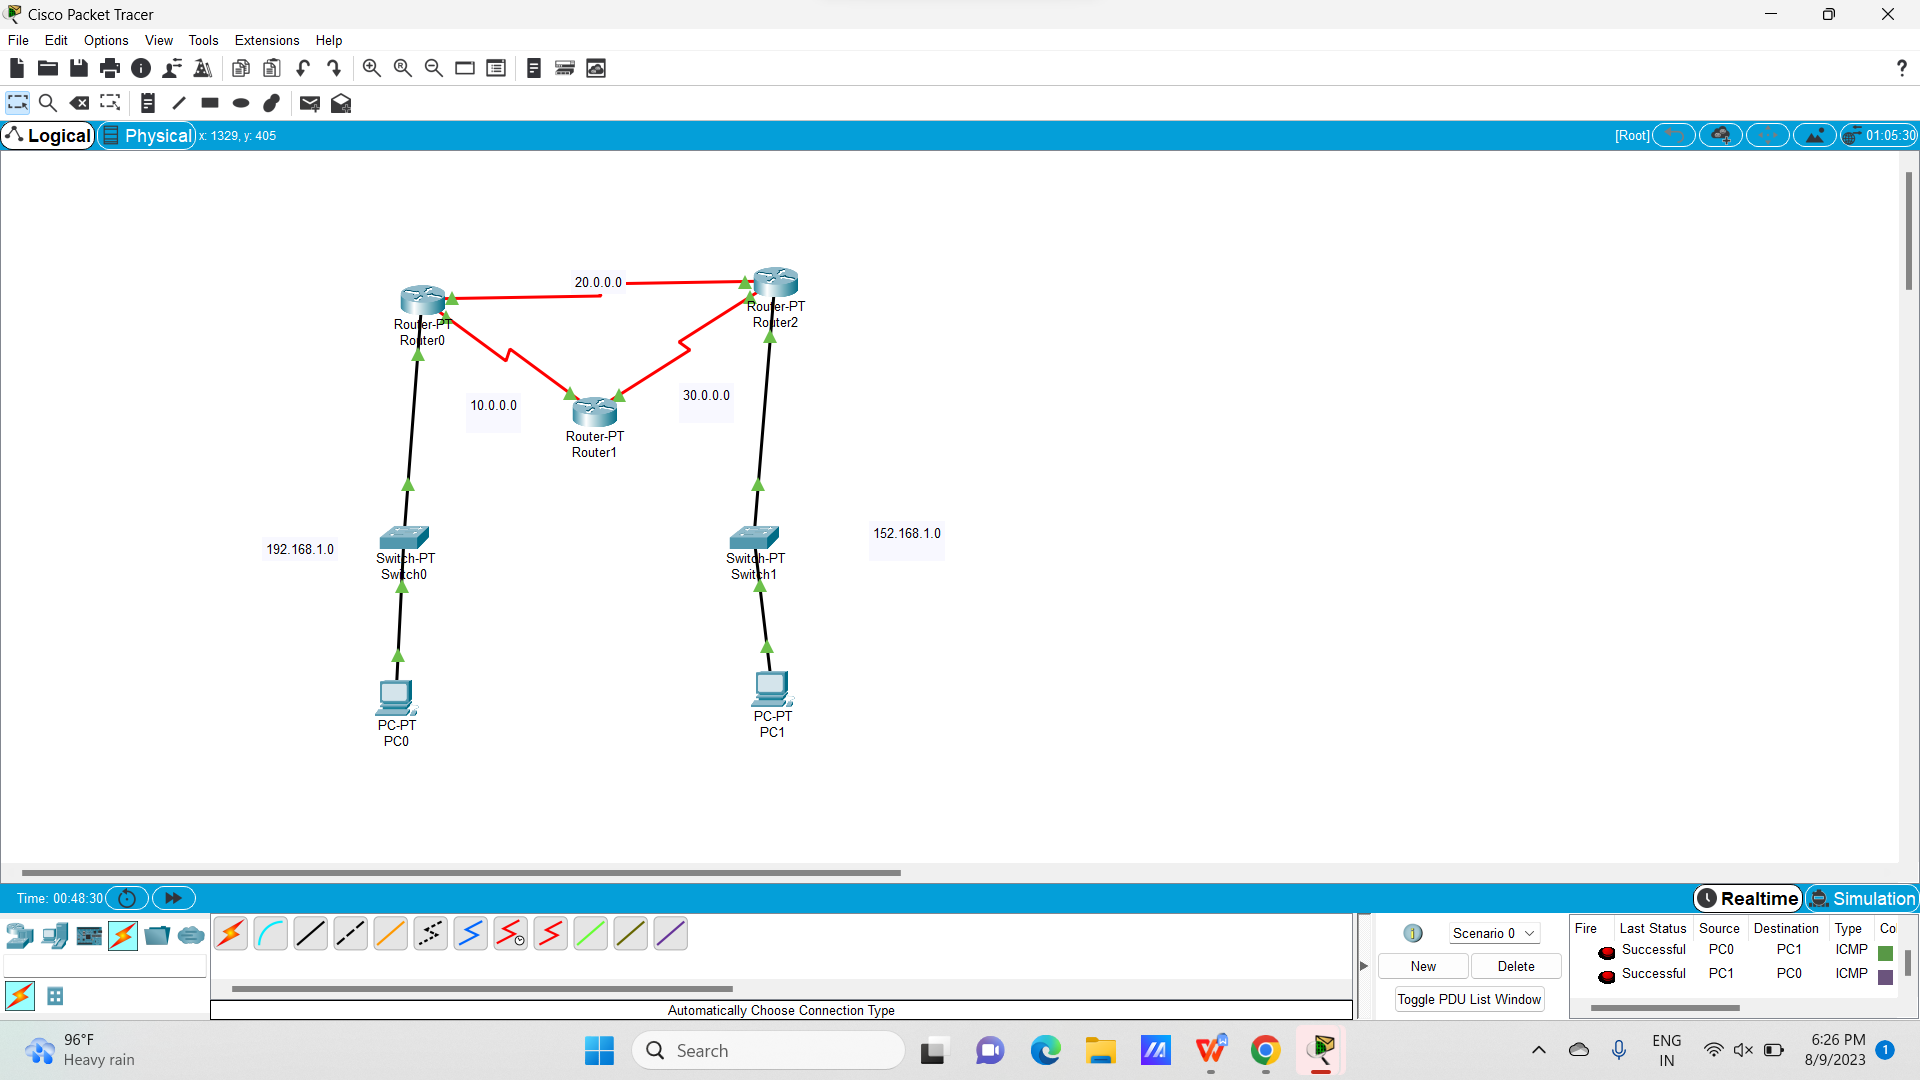 Cisco Packet Tracer
File Edit Options View Tools Extensions Help
?
Logical Physical x: 1329, y: 405 [Root] 01:05:30
20.0.0.0
Router-PT
Router0
Router-PT
Router2
10.0.0.0
30.0.0.0
Router-PT
Router1
192.168.1.0
Switch-PT
Switch0
Switch-PT
Switch1
152.168.1.0
PC-PT
PC0
PC-PT
PC1
Time: 00:48:30 Realtime Simulation
Scenario 0
New Delete
Toggle PDU List Window
Fire Last Status Source Destination Type Co
Successful PC0 PC1 ICMP
Successful PC1 PC0 ICMP
Automatically Choose Connection Type
96°F
Heavy rain
Search
ENG
IN
6:26 PM
8/9/2023
1